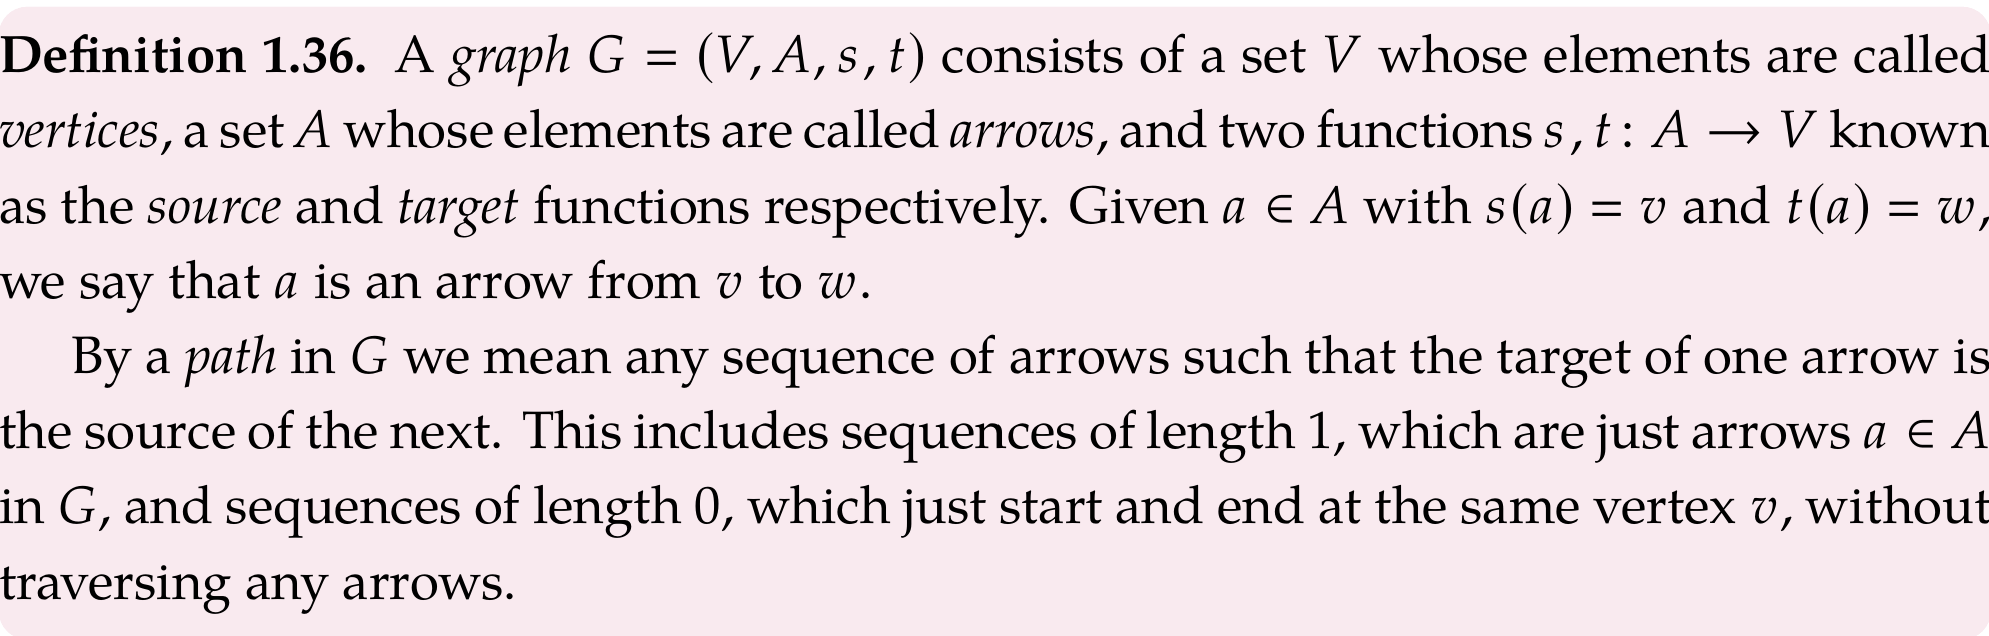 Definition 1.36. A graph G = (V, A, s, t) consists of a set V whose elements are called
vertices, a set A whose elements are called arrows, and two functions s, t : A → V known
as the source and target functions respectively. Given a ∈ A with s(a) = v and t(a) = w,
we say that a is an arrow from v to w.
By a path in G we mean any sequence of arrows such that the target of one arrow is
the source of the next. This includes sequences of length 1, which are just arrows a ∈ A
in G, and sequences of length 0, which just start and end at the same vertex v, without
traversing any arrows.